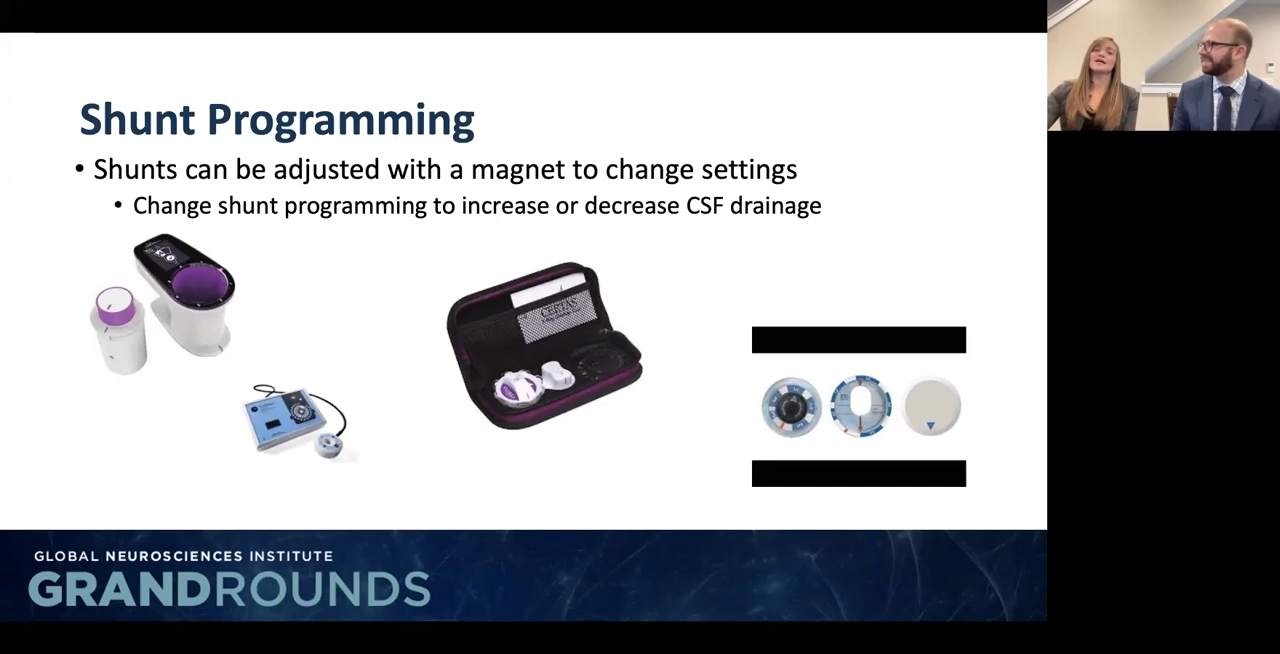 Shunt Programming
• Shunts can be adjusted with a magnet to change settings
• Change shunt programming to increase or decrease CSF drainage
CERTAS
GLOBAL NEUROSCIENCES INSTITUTE
GRANDROUNDS